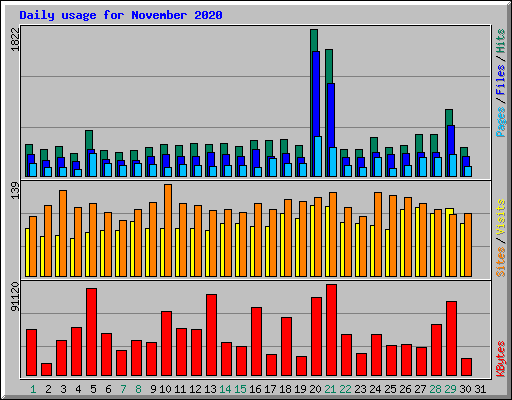 Daily usage for November 2020
1822
Pages / Files / Hits
139
Sites / Visits
91120
KBytes
1 2 3 4 5 6 7 8 9 10 11 12 13 14 15 16 17 18 19 20 21 22 23 24 25 26 27 28 29 30 31